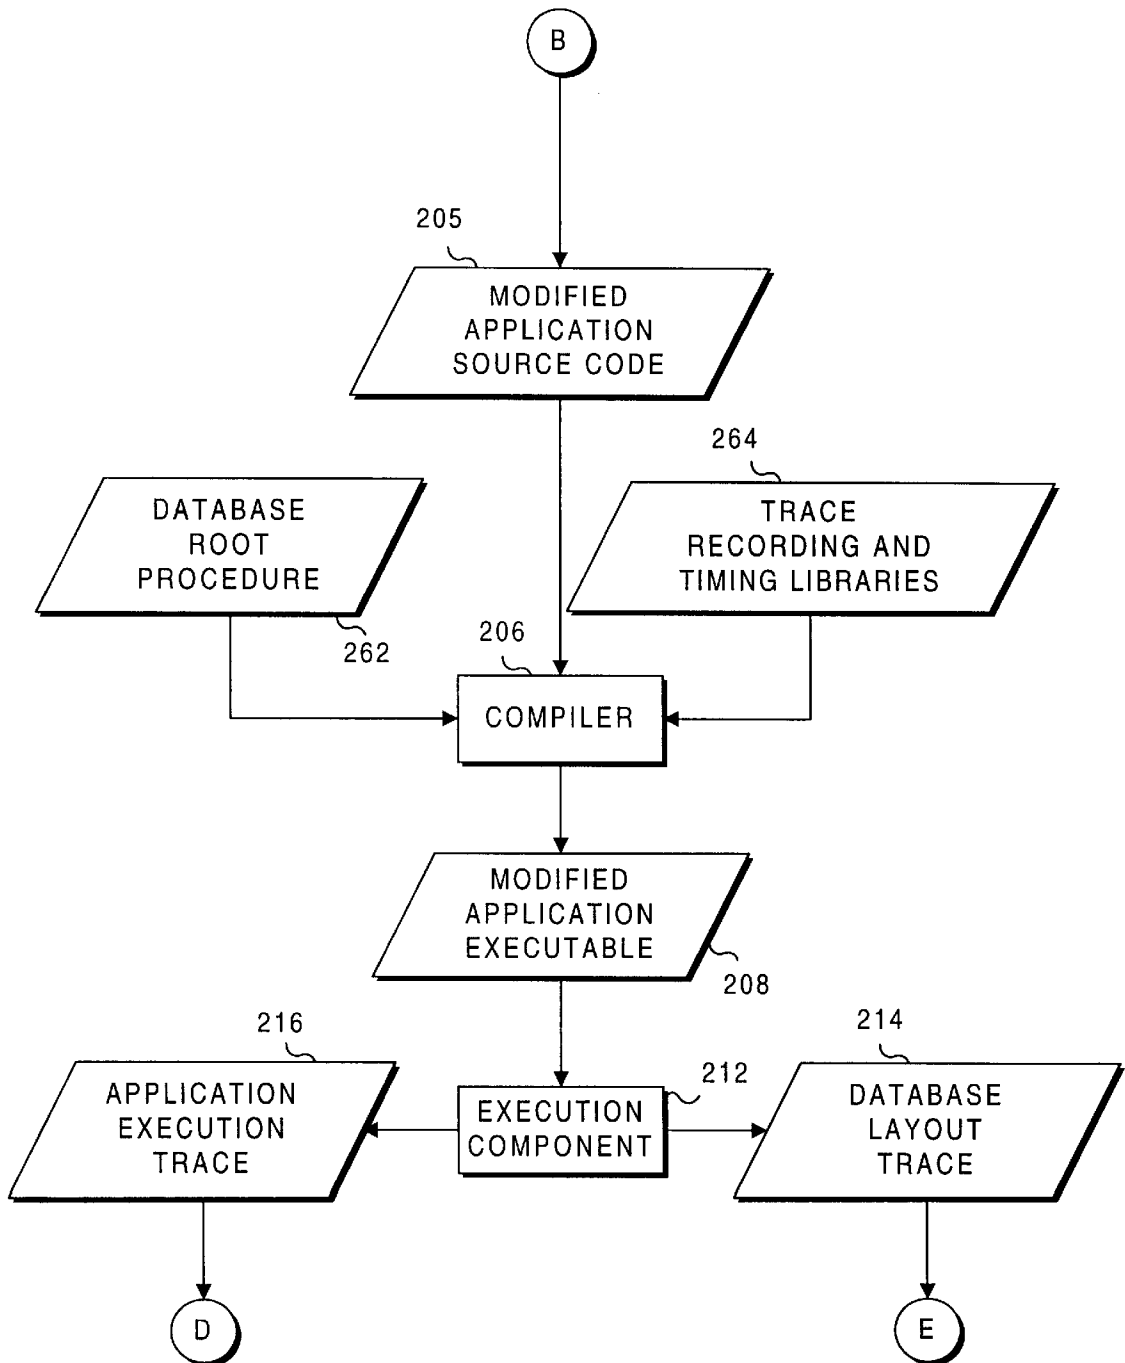 B
205
MODIFIED
APPLICATION
SOURCE CODE
264
DATABASE
ROOT
PROCEDURE
TRACE
RECORDING AND
TIMING LIBRARIES
262
206
COMPILER
MODIFIED
APPLICATION
EXECUTABLE
208
216
214
212
APPLICATION
EXECUTION
TRACE
EXECUTION
COMPONENT
DATABASE
LAYOUT
TRACE
D
E